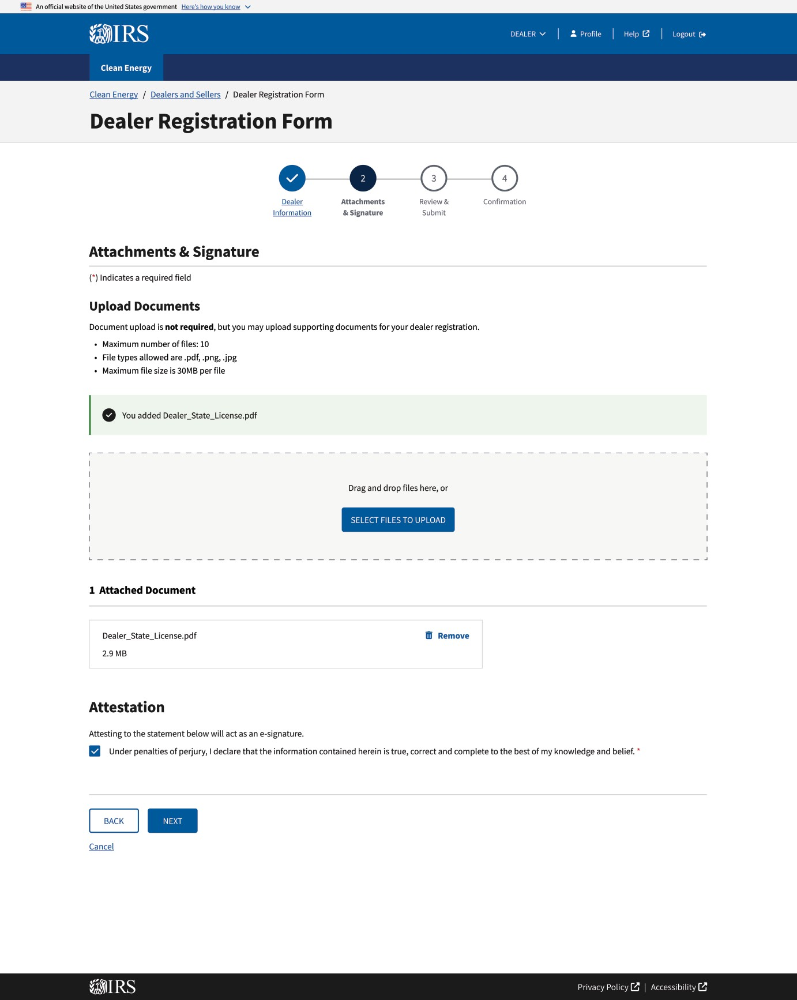 An official website of the United States government Here's how you know
IRS
DEALER
Profile
Help
Logout
Clean Energy
Clean Energy / Dealers and Sellers / Dealer Registration Form
Dealer Registration Form
2
3
4
Dealer
Information
Attachments
& Signature
Review &
Submit
Confirmation
Attachments & Signature
(*) Indicates a required field
Upload Documents
Document upload is not required, but you may upload supporting documents for your dealer registration.
• Maximum number of files: 10
• File types allowed are .pdf, .png, .jpg
• Maximum file size is 30MB per file
You added Dealer_State_License.pdf
Drag and drop files here, or
SELECT FILES TO UPLOAD
1 Attached Document
Dealer_State_License.pdf
Remove
2.9 MB
Attestation
Attesting to the statement below will act as an e-signature.
Under penalties of perjury, I declare that the information contained herein is true, correct and complete to the best of my knowledge and belief. *
BACK
NEXT
Cancel
IRS
Privacy Policy | Accessibility